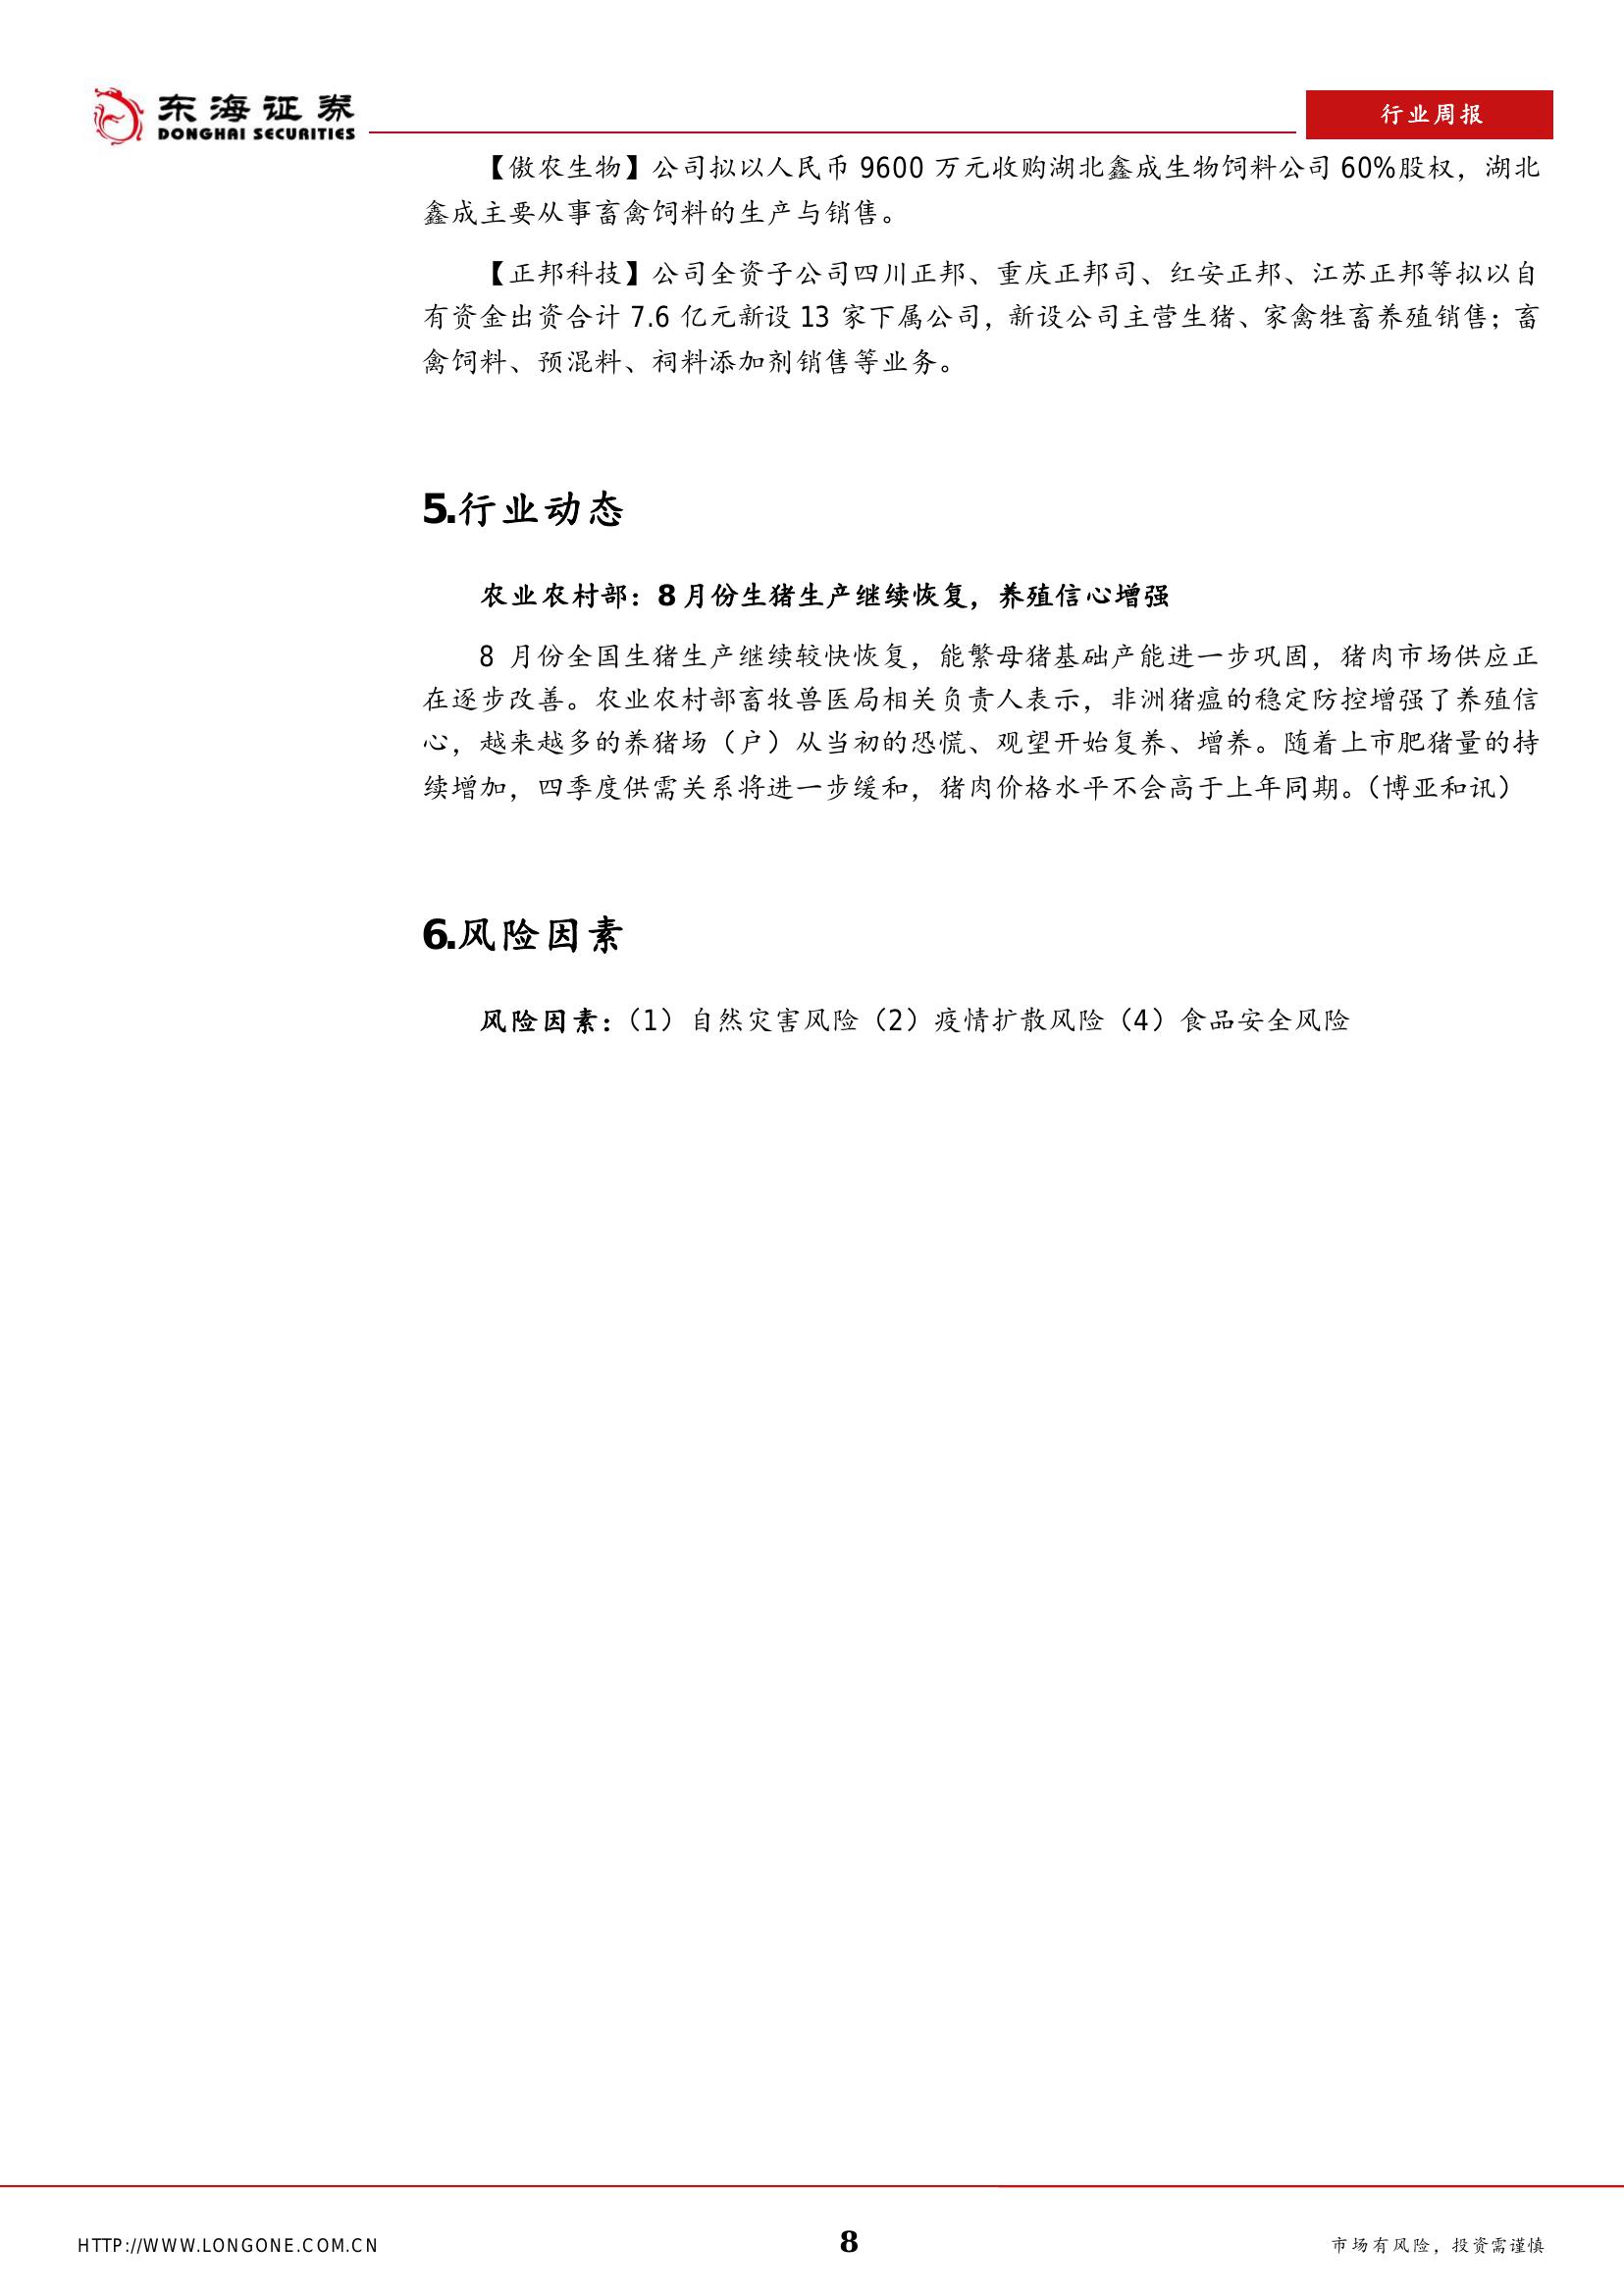 东海证券
DONGHAI SECURITIES
行业周报
【傲农生物】公司拟以人民币 9600 万元收购湖北鑫成生物饲料公司 60%股权，湖北
鑫成主要从事畜禽饲料的生产与销售。
【正邦科技】公司全资子公司四川正邦、重庆正邦司、红安正邦、江苏正邦等拟以自
有资金出资合计 7.6 亿元新设 13 家下属公司，新设公司主营生猪、家禽牲畜养殖销售；畜
禽饲料、预混料、祠料添加剂销售等业务。
5.行业动态
农业农村部：8 月份生猪生产继续恢复，养殖信心增强
8 月份全国生猪生产继续较快恢复，能繁母猪基础产能进一步巩固，猪肉市场供应正
在逐步改善。农业农村部畜牧兽医局相关负责人表示，非洲猪瘟的稳定防控增强了养殖信
心，越来越多的养猪场（户）从当初的恐慌、观望开始复养、增养。随着上市肥猪量的持
续增加，四季度供需关系将进一步缓和，猪肉价格水平不会高于上年同期。（博亚和讯）
6.风险因素
风险因素：（1）自然灾害风险（2）疫情扩散风险（4）食品安全风险
HTTP://WWW.LONGONE.COM.CN
8
市场有风险，投资需谨慎